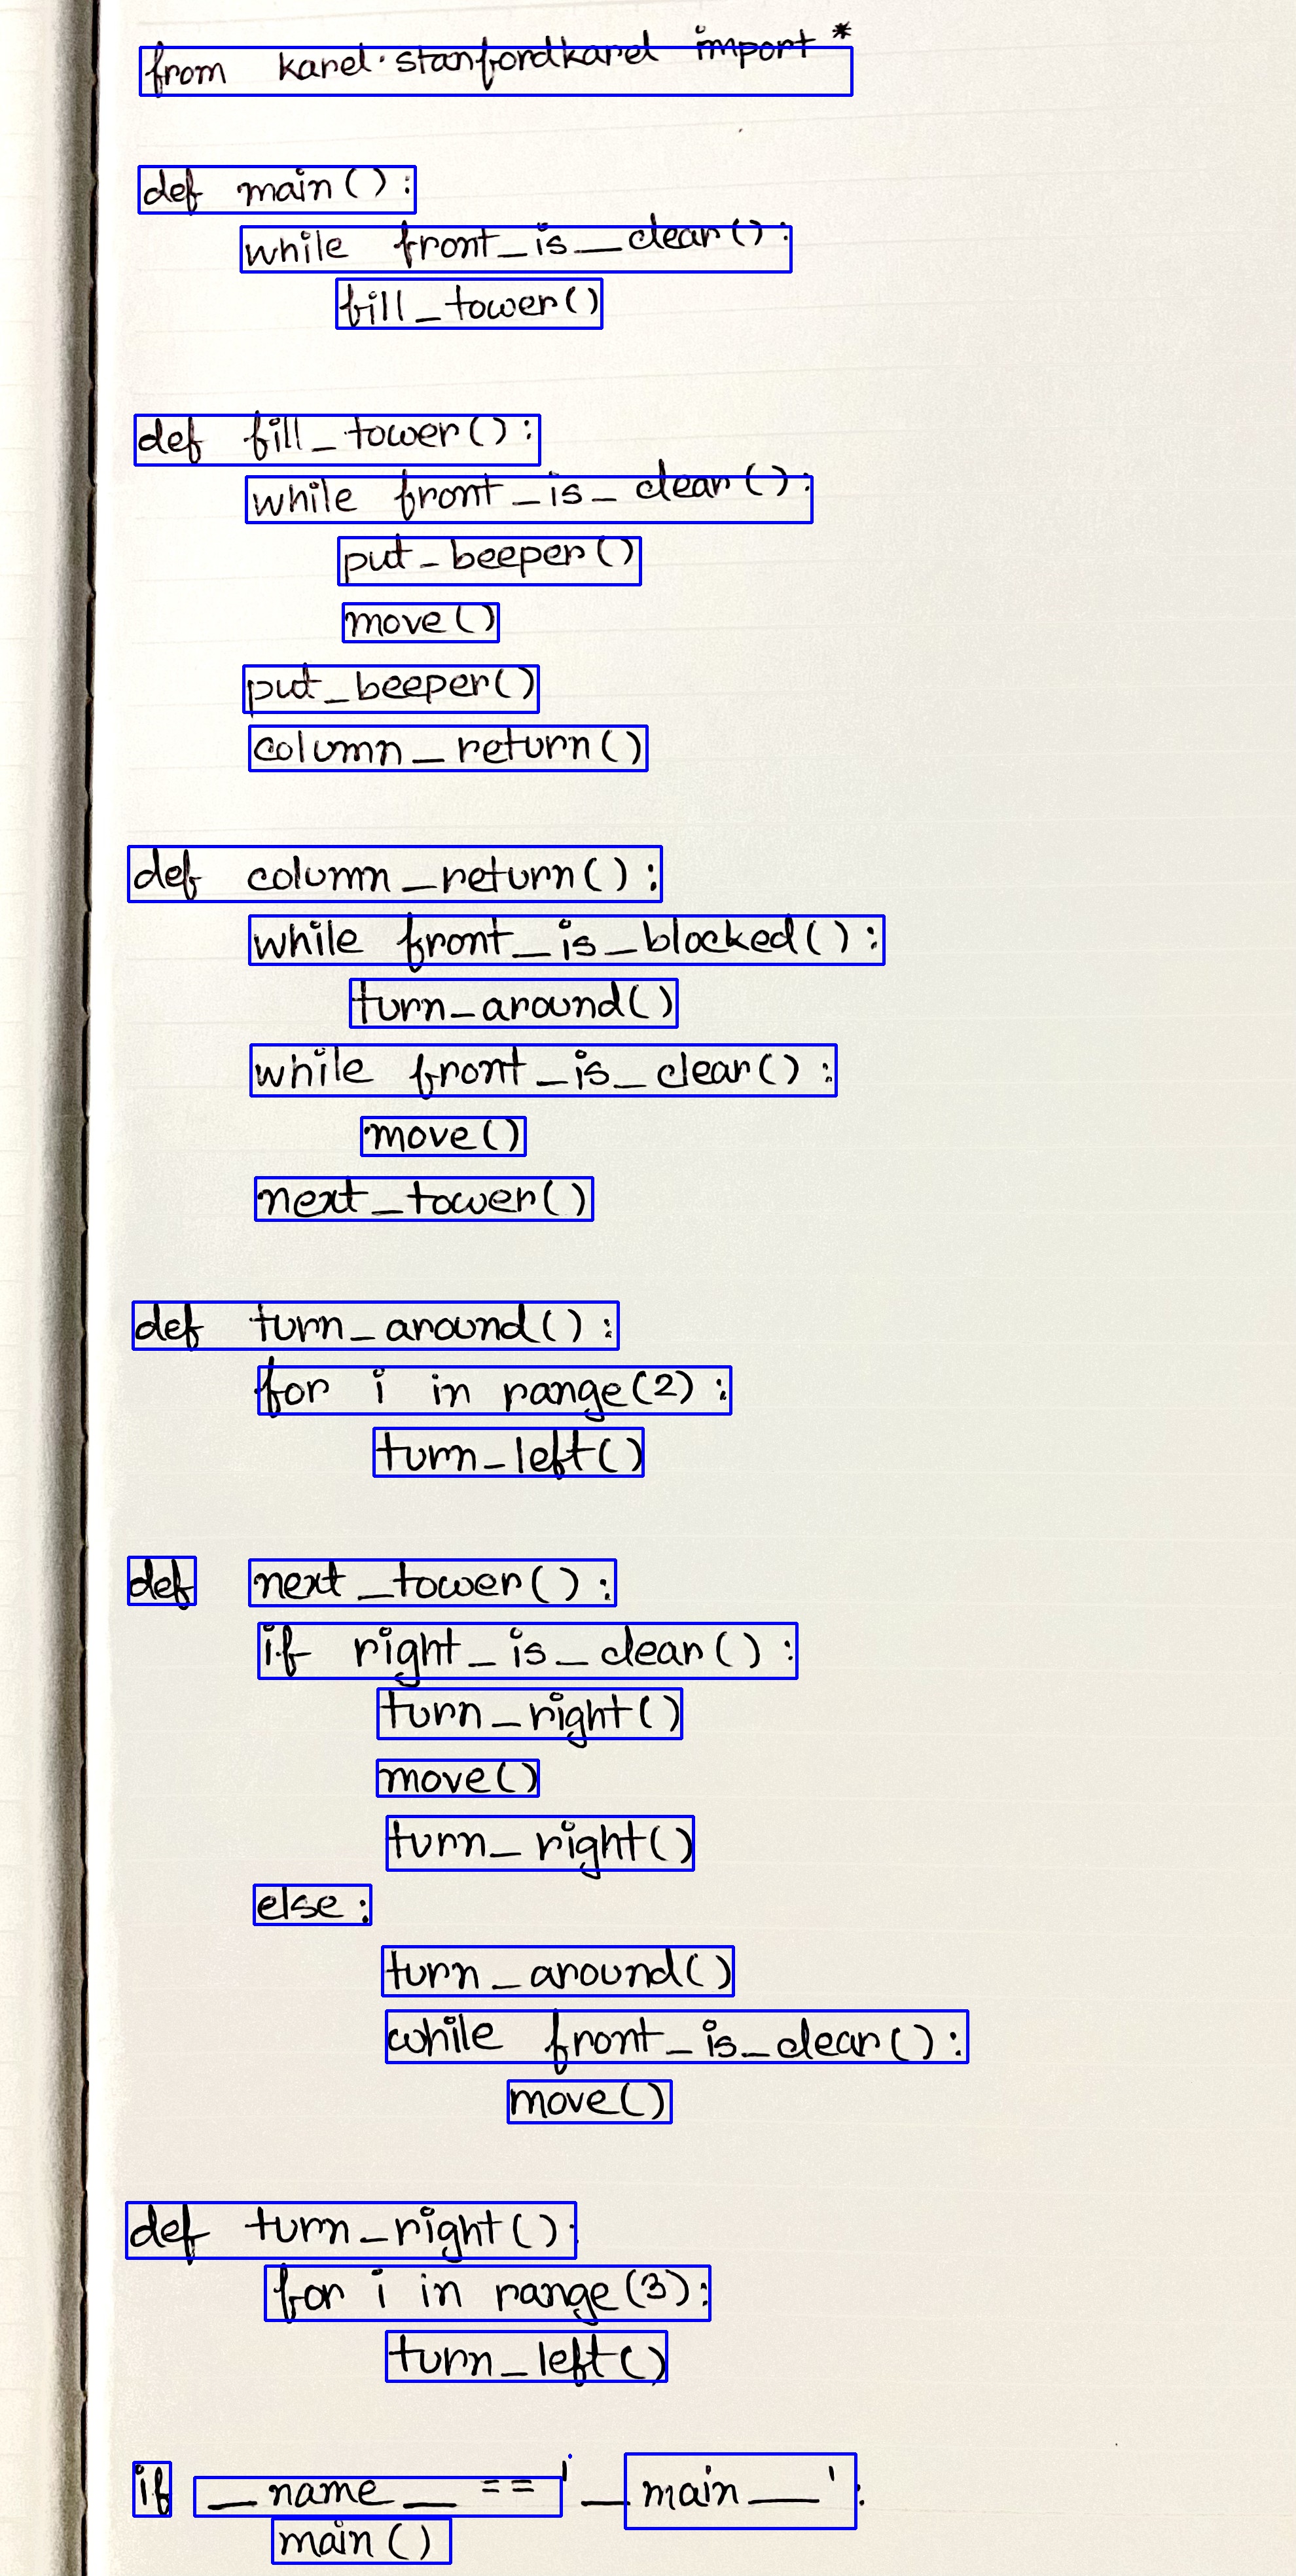 from karel.stanfordkarel import *
def main():
while front_is_clear():
fill_tower()
def fill_tower():
while front_is_clear():
put_beeper()
move()
put_beeper()
column_return()
def column_return():
while front_is_blocked():
turn_around()
while front_is_clear():
move()
next_tower()
def turn_around():
for i in range(2):
turn_left()
def next_tower():
if right_is_clear():
turn_right()
move()
turn_right()
else:
turn_around()
while front_is_clear():
move()
def turn_right():
for i in range(3):
turn_left()
if __name__ == '__main__':
main()